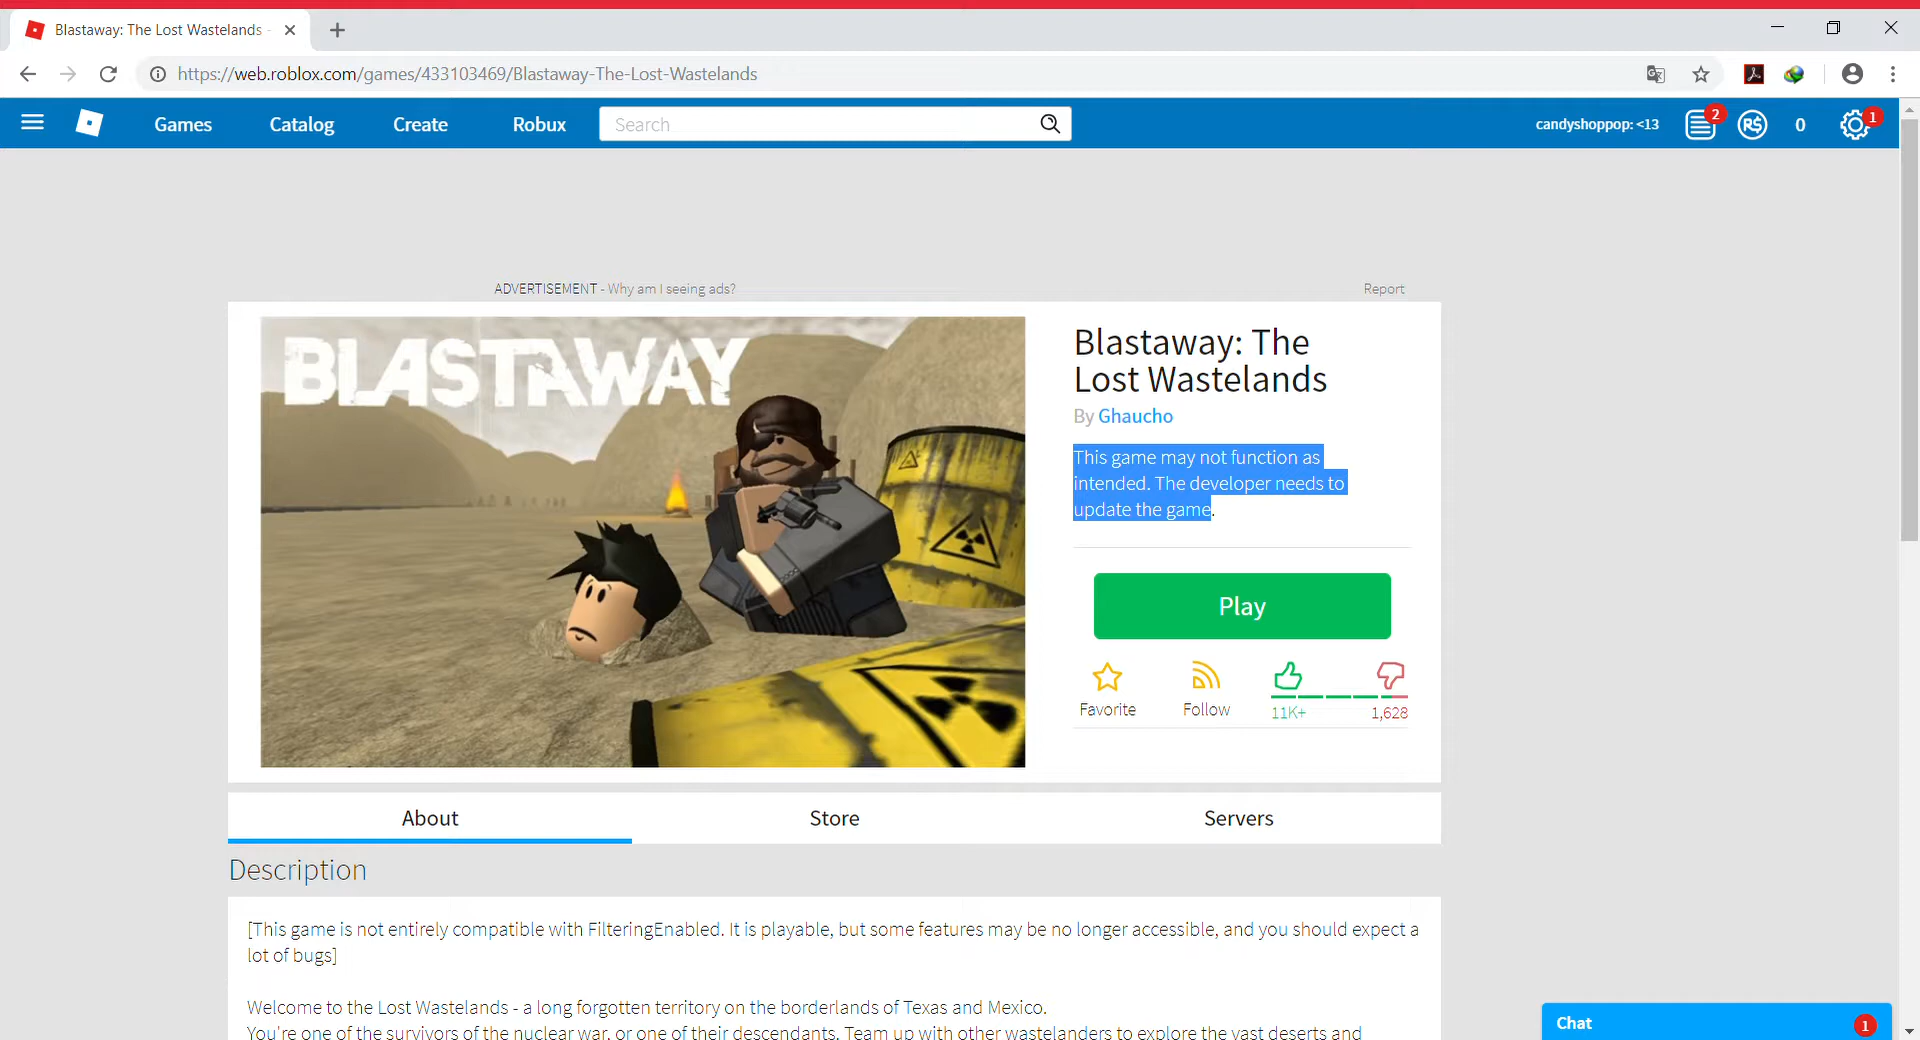 Blastaway: The Lost Wastelands -
https://web.roblox.com/games/433103469/Blastaway-The-Lost-Wastelands
Games Catalog Create Robux Search candyshoppop: <13 2 R$ 0 1
ADVERTISEMENT - Why am I seeing ads? Report
BLASTAWAY
Blastaway: The
Lost Wastelands
By Ghaucho
This game may not function as
intended. The developer needs to
update the game.
Play
Favorite Follow 11K+ 1,628
About Store Servers
Description
[This game is not entirely compatible with FilteringEnabled. It is playable, but some features may be no longer accessible, and you should expect a
lot of bugs]
Welcome to the Lost Wastelands - a long forgotten territory on the borderlands of Texas and Mexico.
You're one of the survivors of the nuclear war, or one of their descendants. Team up with other wastelanders to explore the vast deserts and
Chat 1